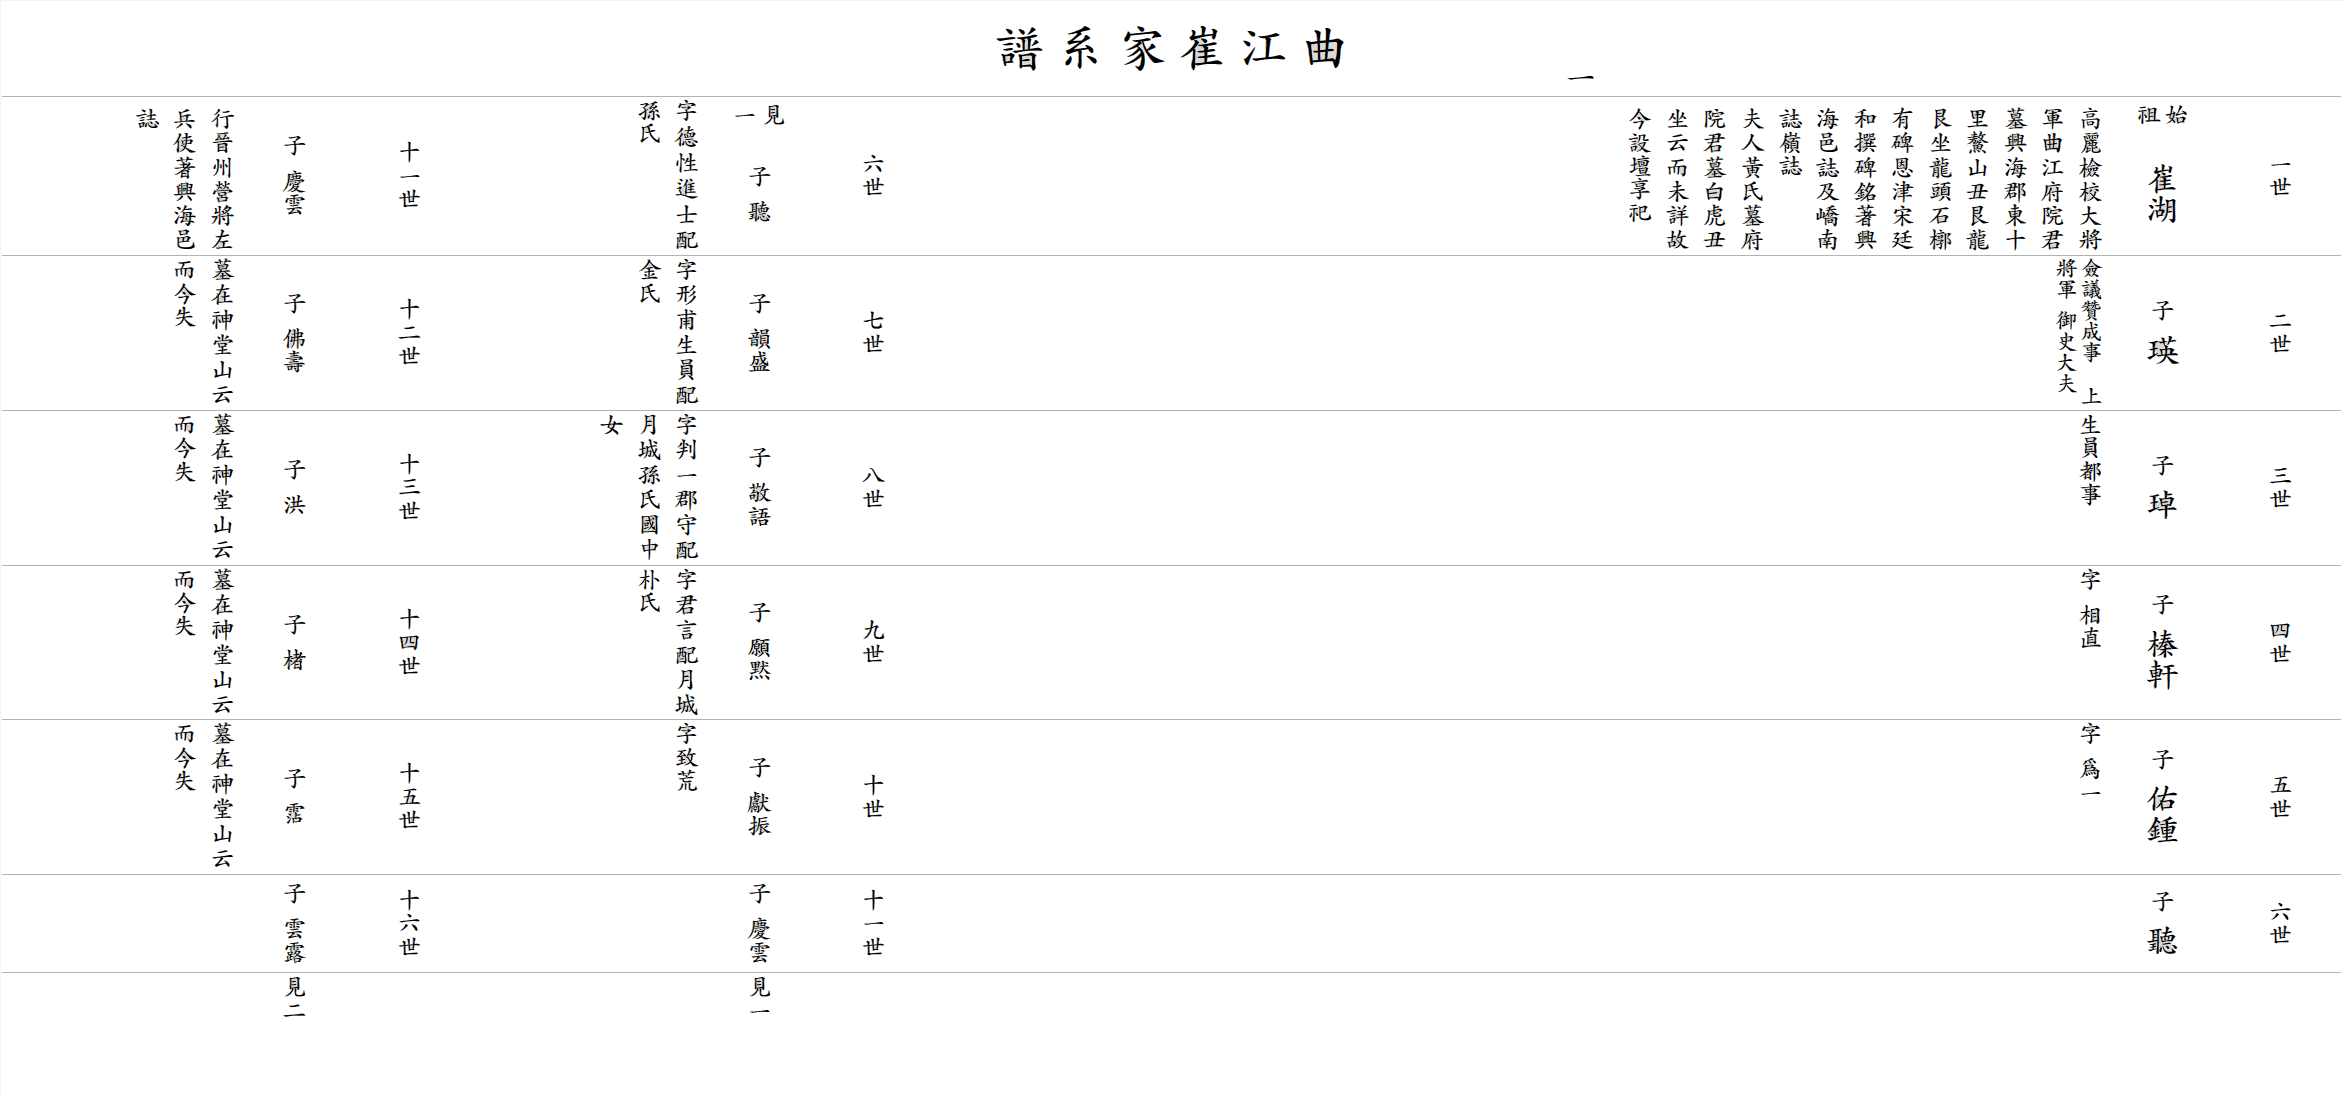 曲江崔家系譜
一
一世
始祖
崔湖
高麗檢校大將
軍曲江府院君
墓興海郡東十
里鰲山丑艮龍
艮坐龍頭石槨
有碑恩津宋廷
和撰碑銘著興
海邑誌及嶠南
誌嶺誌
夫人黃氏墓府
院君墓白虎丑
坐云而未詳故
今設壇享祀
二世
子 瑛
僉議贊成事 上
將軍 御史大夫
三世
子 琸
生員都事
四世
子 榛軒
字 相直
五世
子 佑鍾
字 爲一
六世
子 聽
六世
見一
子 聽
字德性進士配
孫氏
七世
子 韻盛
字形甫生員配
金氏
八世
子 敬語
字判一郡守配
月城孫氏國中
女
九世
子 願默
字君言配月城
朴氏
十世
子 獻振
字致荒
十一世
子 慶雲
見一
十一世
子 慶雲
行晉州營將左
兵使著興海邑
誌
十二世
子 佛壽
墓在神堂山云
而今失
十三世
子 洪
墓在神堂山云
而今失
十四世
子 楮
墓在神堂山云
而今失
十五世
子 霑
墓在神堂山云
而今失
十六世
子 雲露
見二